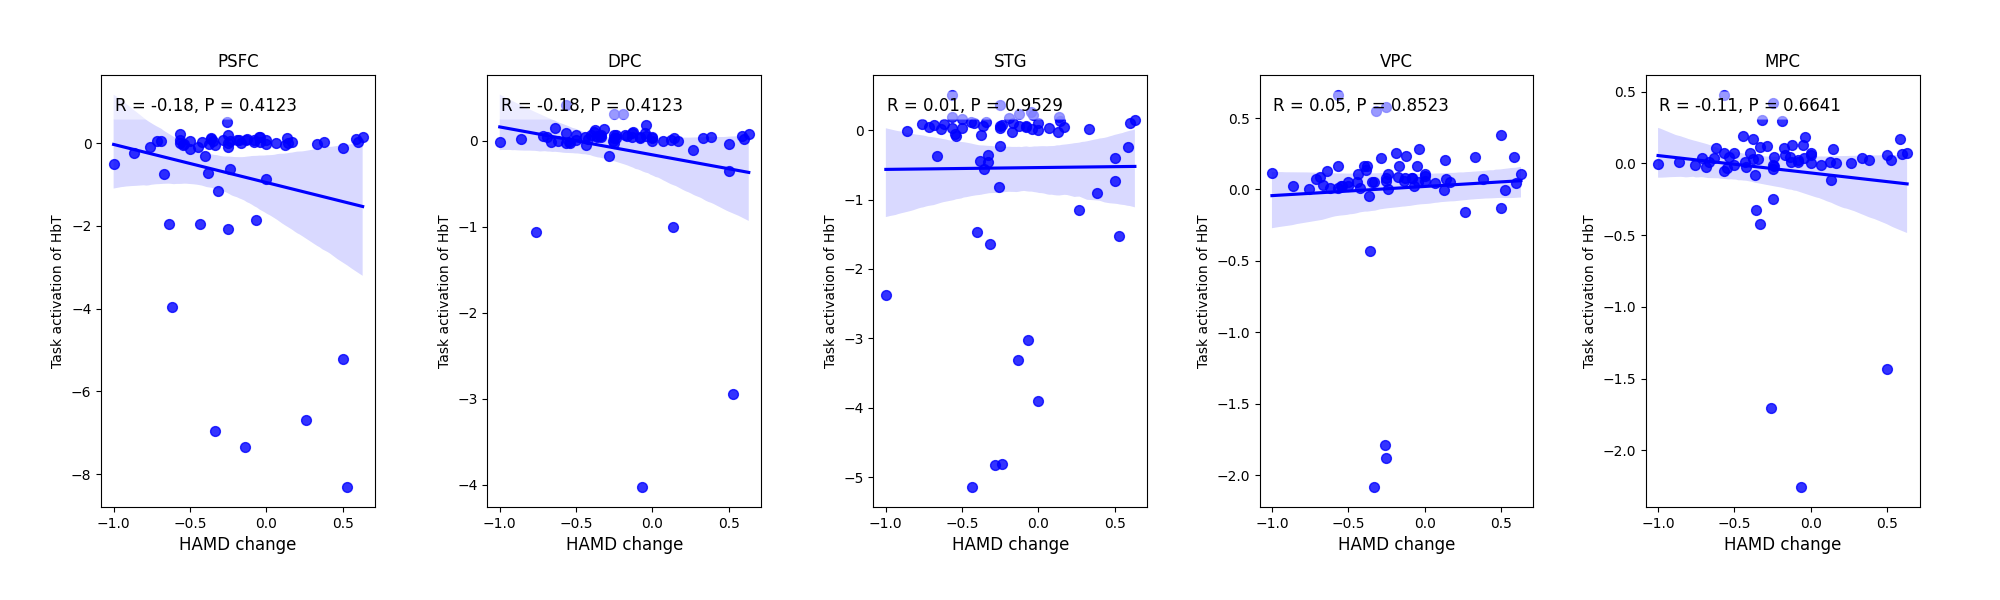 PSFC
R = -0.18, P = 0.4123
Task activation of HbT
0
−2
−4
−6
−8
−1.0 −0.5 0.0 0.5
HAMD change
DPC
R = -0.18, P = 0.4123
Task activation of HbT
0
−1
−2
−3
−4
−1.0 −0.5 0.0 0.5
HAMD change
STG
R = 0.01, P = 0.9529
Task activation of HbT
0
−1
−2
−3
−4
−5
−1.0 −0.5 0.0 0.5
HAMD change
VPC
R = 0.05, P = 0.8523
Task activation of HbT
0.5
0.0
−0.5
−1.0
−1.5
−2.0
−1.0 −0.5 0.0 0.5
HAMD change
MPC
R = -0.11, P = 0.6641
Task activation of HbT
0.5
0.0
−0.5
−1.0
−1.5
−2.0
−1.0 −0.5 0.0 0.5
HAMD change